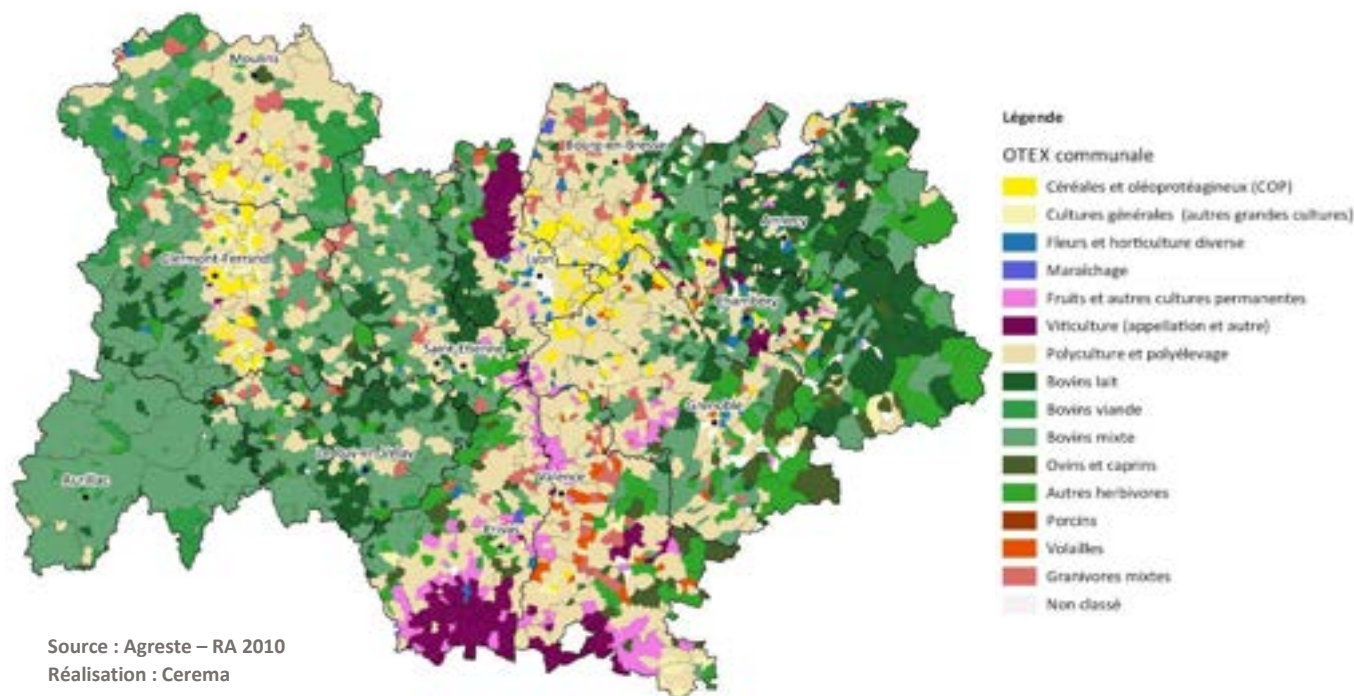 Moulins
Bourg-en-Bresse
Annecy
Clermont-Ferrand
Lyon
Chambéry
Saint-Etienne
Grenoble
Le-Puy-en-Velay
Aurillac
Valence
Privas
Légende
OTEX communale
Céréales et oléoprotéagineux (COP)
Cultures générales (autres grandes cultures)
Fleurs et horticulture diverse
Maraîchage
Fruits et autres cultures permanentes
Viticulture (appellation et autre)
Polyculture et polyélevage
Bovins lait
Bovins viande
Bovins mixte
Ovins et caprins
Autres herbivores
Porcins
Volailles
Granivores mixtes
Non classé
Source : Agreste – RA 2010
Réalisation : Cerema